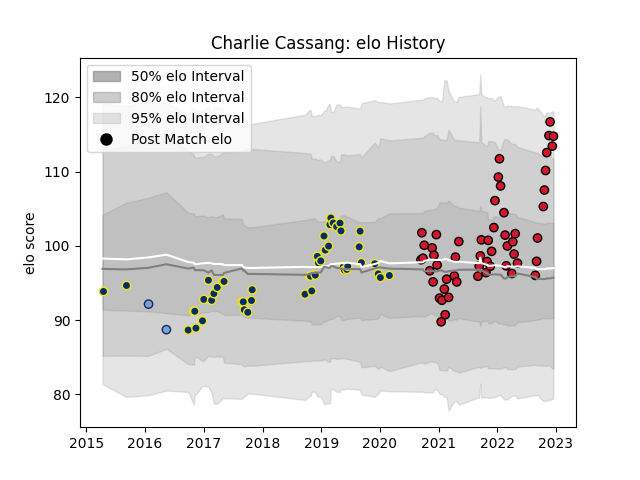 Charlie Cassang: elo History
50% elo Interval
80% elo Interval
95% elo Interval
Post Match elo
elo score
120
110
100
90
80
2015 2016 2017 2018 2019 2020 2021 2022 2023